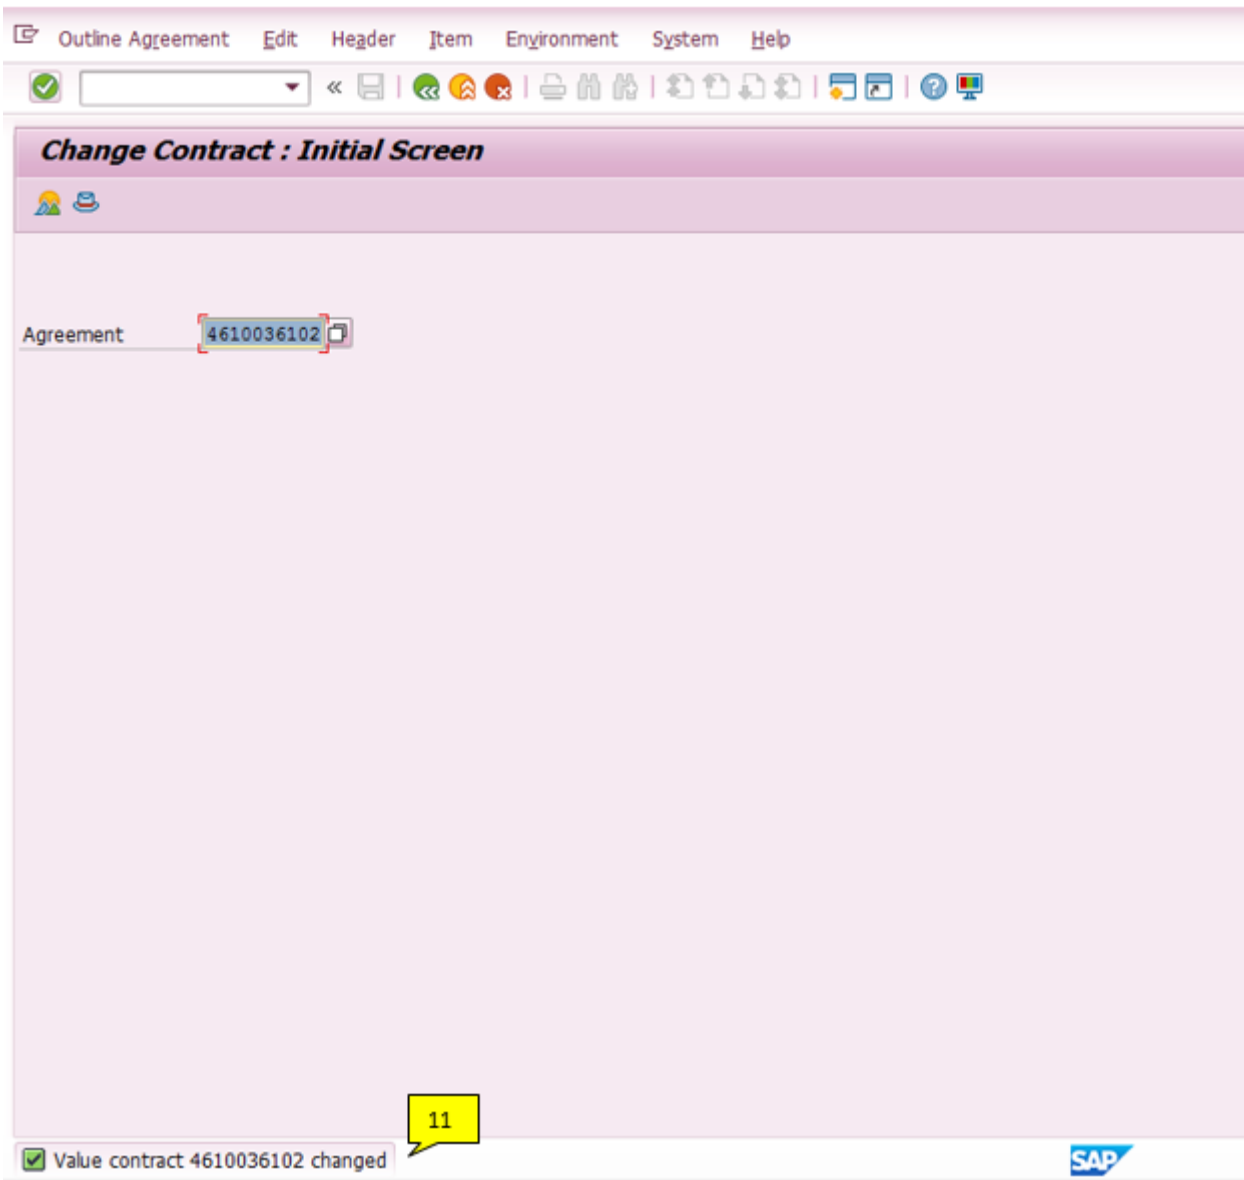 Outline Agreement Edit Header Item Environment System Help
Change Contract : Initial Screen
Agreement 4610036102
11
Value contract 4610036102 changed
SAP